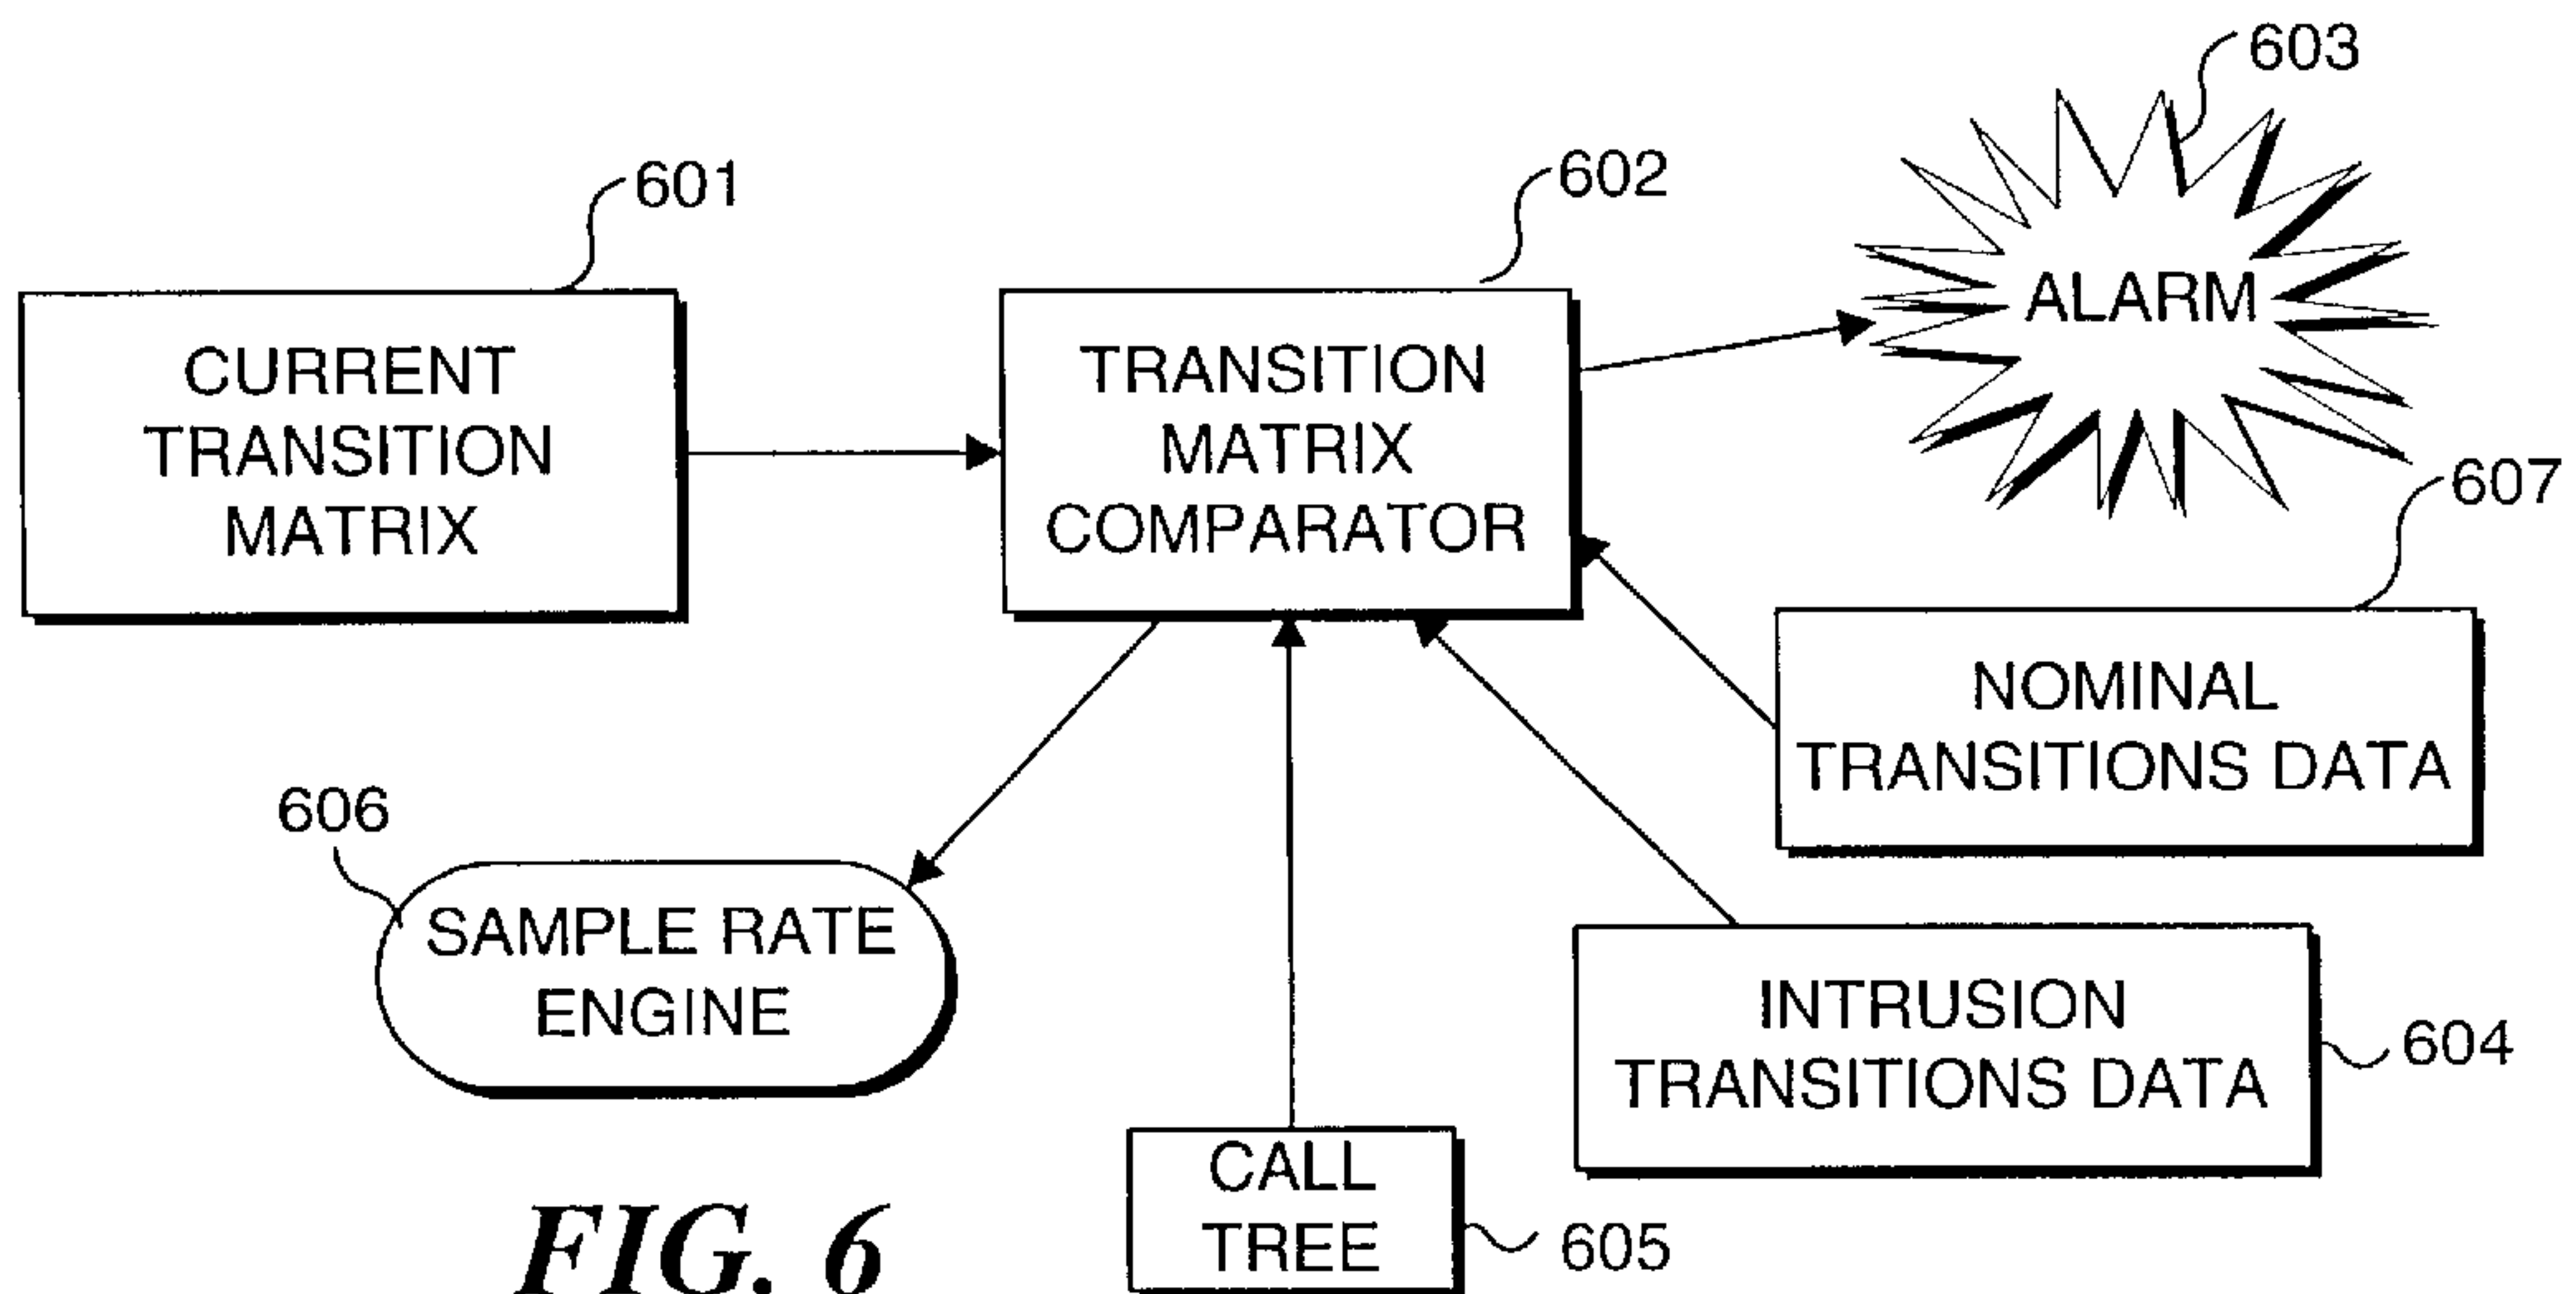 603
601
602
ALARM
CURRENT
TRANSITION
MATRIX
TRANSITION
MATRIX
COMPARATOR
607
NOMINAL
TRANSITIONS DATA
606
SAMPLE RATE
ENGINE
INTRUSION
TRANSITIONS DATA
604
CALL
TREE
605
FIG. 6